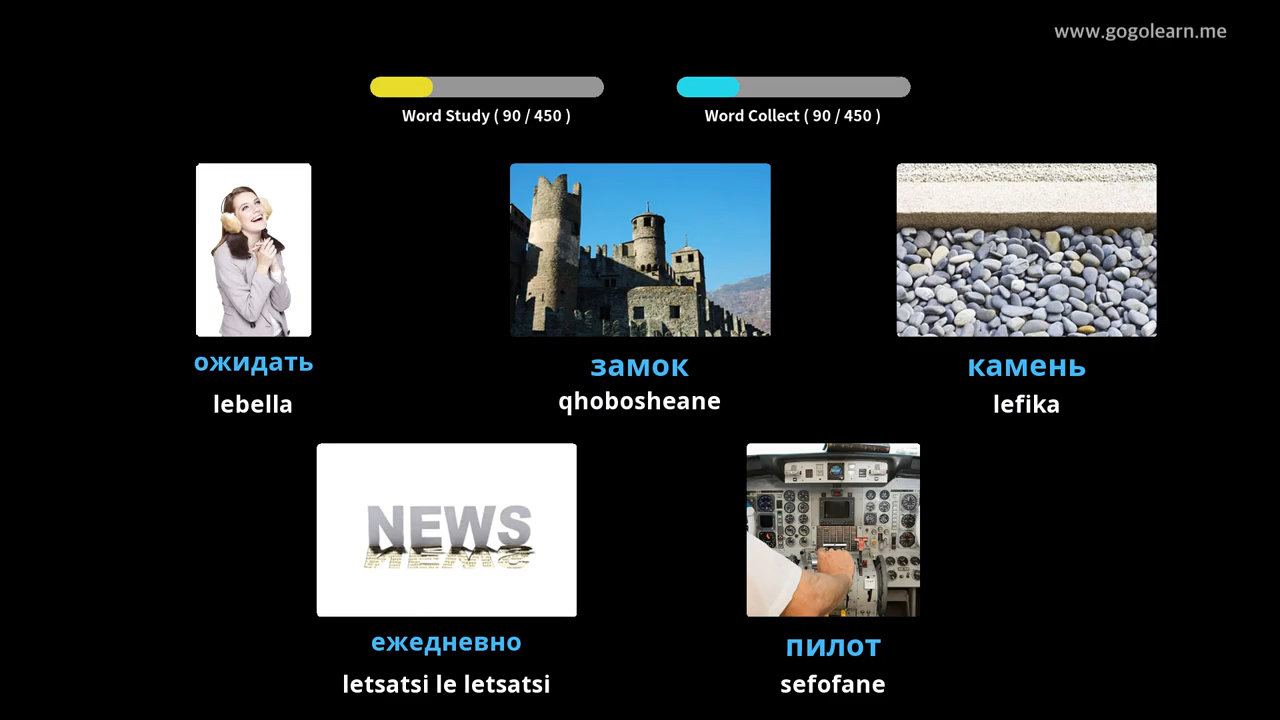 www.gogolearn.me
Word Study ( 90 / 450 )
Word Collect ( 90 / 450 )
ожидать
lebella
замок
qhobosheane
камень
lefika
NEWS
ежедневно
letsatsi le letsatsi
пилот
sefofane